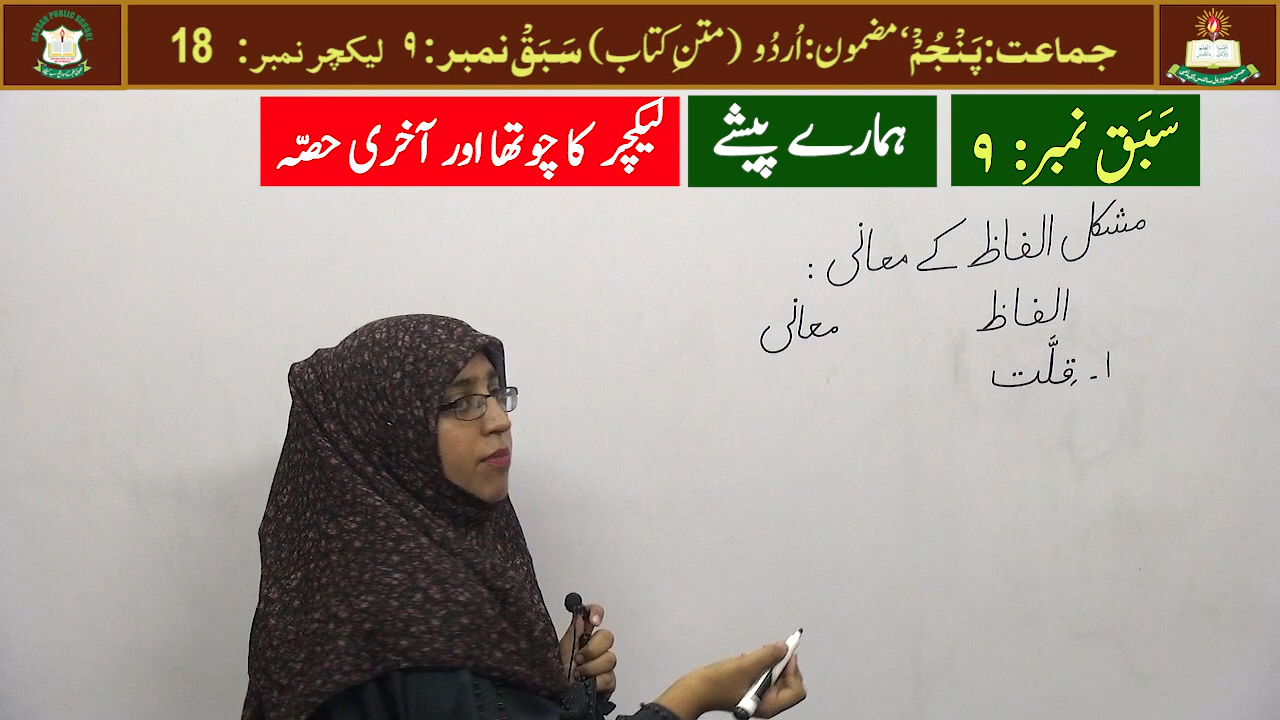 جماعت: پَنْجُمْ، مضمون: اُردُو (متنِ کتاب) سَبَقْ نمبر: ۹ لیکچر نمبر: 18
سَبَق نمبر: ۹
ہمارے پیشے
لیکچر کا چوتھا اور آخری حصّہ
مشکل الفاظ کے معانی :
الفاظ معانی
۱۔ قِلَّت